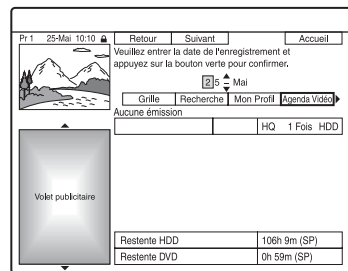 Pr 1 25-Mai 10:10 Retour Suivant Accueil
Veuillez entrer la date de l'enregistrement et
appuyez sur la bouton verte pour confirmer.
25 Mai
Grille Recherche Mon Profil Agenda Vidéo
Aucune émission
HQ 1 Fois HDD
Volet publicitaire
Restente HDD 106h 9m (SP)
Restente DVD 0h 59m (SP)